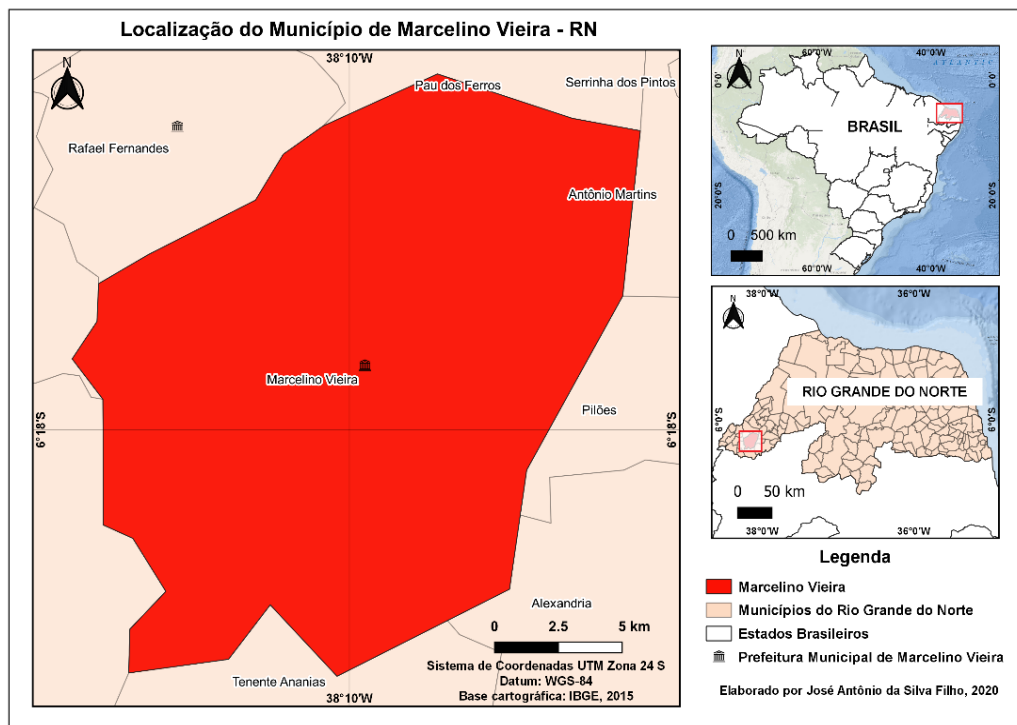 Localização do Município de Marcelino Vieira - RN
38°10'W
N
Pau dos Ferros
Serrinha dos Pintos
Rafael Fernandes
Antônio Martins
Marcelino Vieira
Pilões
6°18'S
6°18'S
Alexandria
0 2.5 5 km
Sistema de Coordenadas UTM Zona 24 S
Datum: WGS-84
Base cartográfica: IBGE, 2015
Tenente Ananias
38°10'W
60°0'W 40°0'W
N
ATLANTIC
0°0'
0°0'
BRASIL
20°0'S
20°0'S
0 500 km
60°0'W 40°0'W
38°0'W 36°0'W
N
RIO GRANDE DO NORTE
6°0'S
6°0'S
0 50 km
38°0'W 36°0'W
Legenda
Marcelino Vieira
Municípios do Rio Grande do Norte
Estados Brasileiros
Prefeitura Municipal de Marcelino Vieira
Elaborado por José Antônio da Silva Filho, 2020